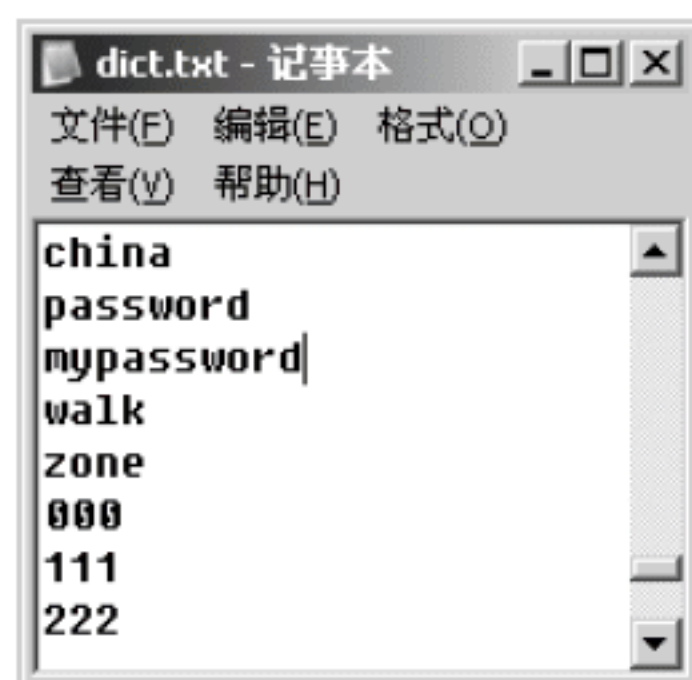 dict.txt - 记事本
文件(F) 编辑(E) 格式(O)
查看(V) 帮助(H)
china
password
mypassword
walk
zone
000
111
222